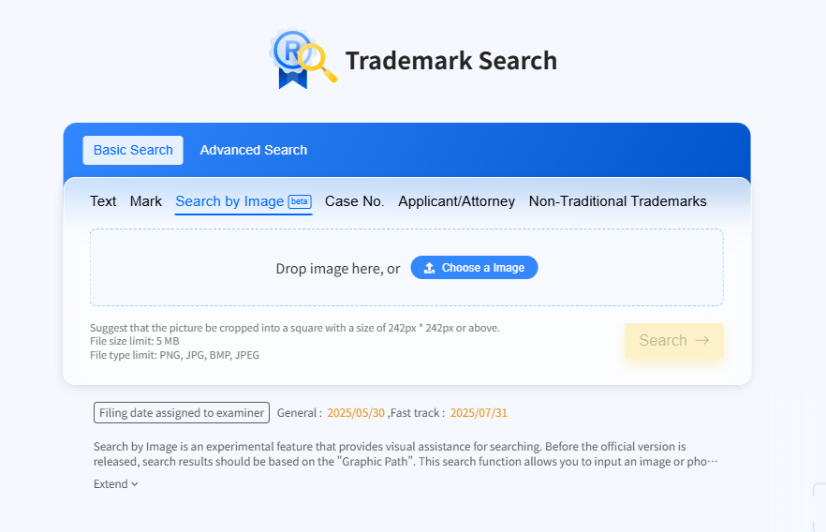 R
Trademark Search
Basic Search Advanced Search
Text Mark Search by Image beta Case No. Applicant/Attorney Non-Traditional Trademarks
Drop image here, or Choose a Image
Suggest that the picture be cropped into a square with a size of 242px * 242px or above.
File size limit: 5 MB
File type limit: PNG, JPG, BMP, JPEG
Search →
Filing date assigned to examiner General : 2025/05/30 ,Fast track : 2025/07/31
Search by Image is an experimental feature that provides visual assistance for searching. Before the official version is
released, search results should be based on the "Graphic Path". This search function allows you to input an image or pho···
Extend